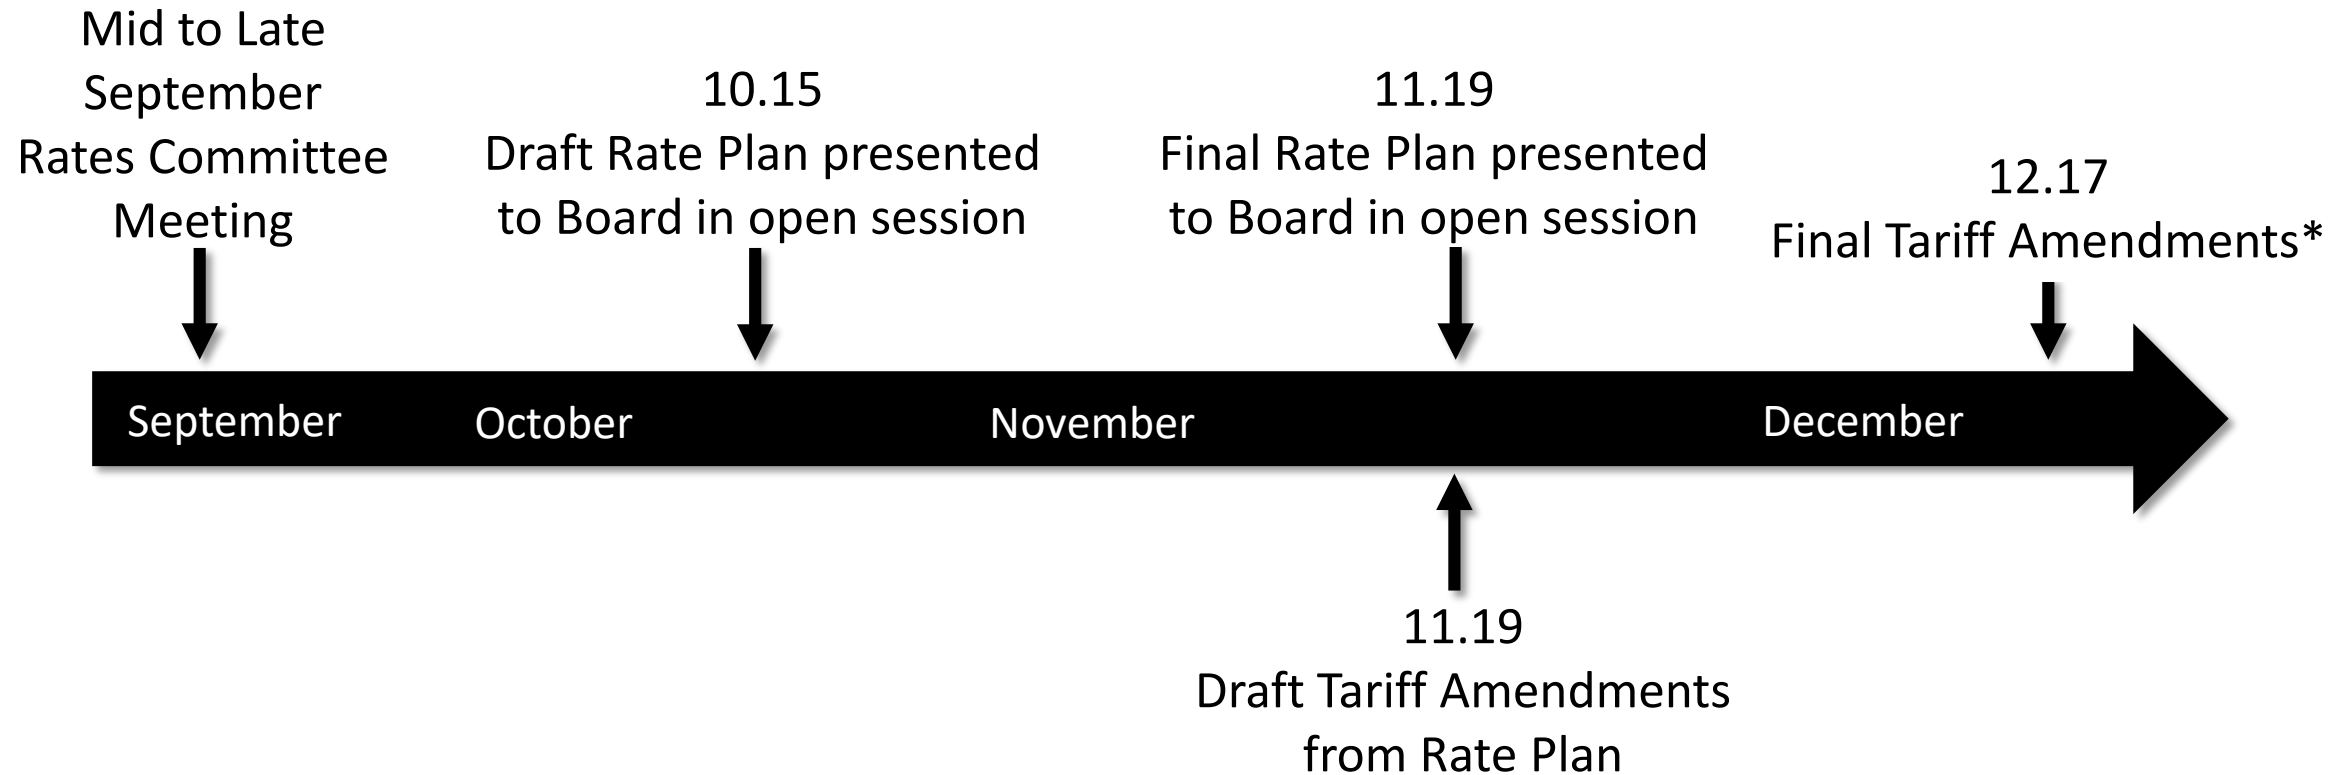 Mid to Late
September
Rates Committee
Meeting
10.15
Draft Rate Plan presented
to Board in open session
11.19
Final Rate Plan presented
to Board in open session
12.17
Final Tariff Amendments*
September
October
November
December
11.19
Draft Tariff Amendments
from Rate Plan